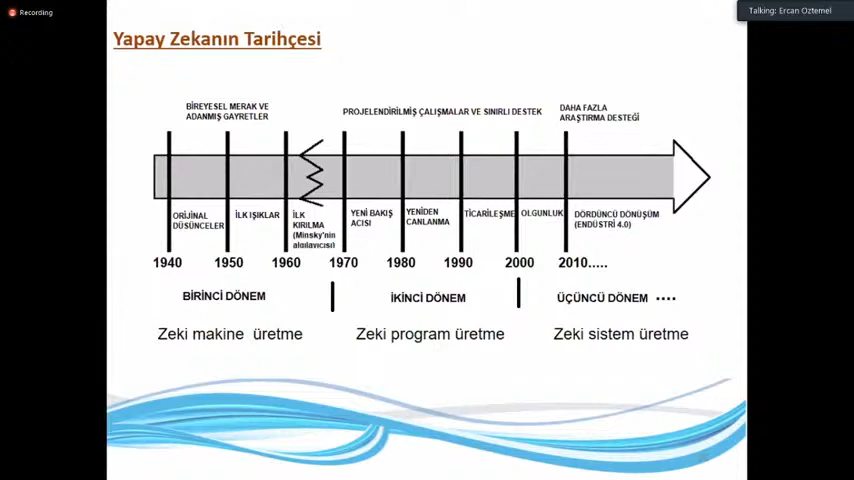 Recording
Talking: Ercan Oztemel
Yapay Zekanın Tarihçesi
BİREYESEL MERAK VE
ADANMIŞ GAYRETLER
PROJELENDİRİLMİŞ ÇALIŞMALAR VE SINIRLI DESTEK
DAHA FAZLA
ARAŞTIRMA DESTEĞİ
ORİJİNAL
DÜŞÜNCELER
İLK IŞIKLAR
İLK
KIRILMA
(Minsky'nin
algılayıcısı)
YENİ BAKIŞ
AÇISI
YENİDEN
CANLANMA
TİCARİLEŞME
OLGUNLUK
DÖRDÜNCÜ DÖNÜŞÜM
(ENDÜSTRİ 4.0)
1940 1950 1960 1970 1980 1990 2000 2010.....
BİRİNCİ DÖNEM
İKİNCİ DÖNEM
ÜÇÜNCÜ DÖNEM ....
Zeki makine üretme
Zeki program üretme
Zeki sistem üretme